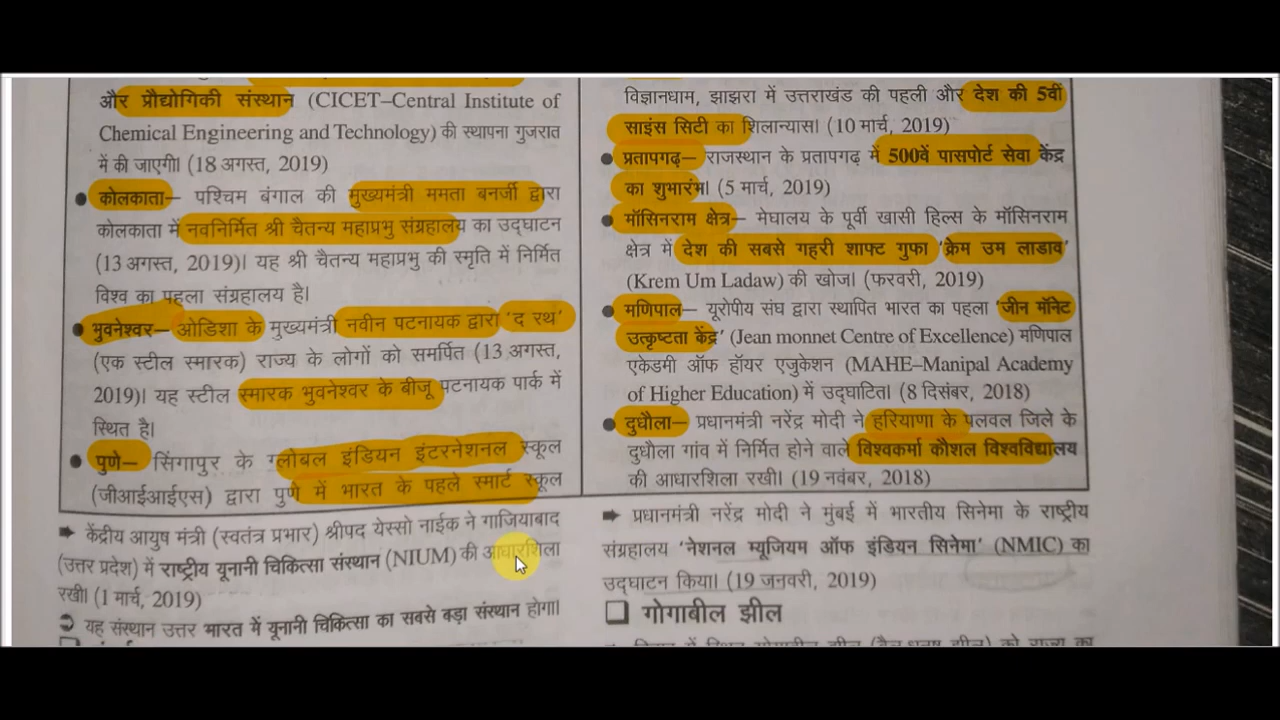 और प्रौद्योगिकी संस्थान (CICET–Central Institute of
Chemical Engineering and Technology) की स्थापना गुजरात
में की जाएगी। (18 अगस्त, 2019)
● कोलकाता– पश्चिम बंगाल की मुख्यमंत्री ममता बनर्जी द्वारा
कोलकाता में नवनिर्मित श्री चैतन्य महाप्रभु संग्रहालय का उद्घाटन
(13 अगस्त, 2019)। यह श्री चैतन्य महाप्रभु की स्मृति में निर्मित
विश्व का पहला संग्रहालय है।
● भुवनेश्वर– ओडिशा के मुख्यमंत्री नवीन पटनायक द्वारा ‘द रथ’
(एक स्टील स्मारक) राज्य के लोगों को समर्पित (13 अगस्त,
2019)। यह स्टील स्मारक भुवनेश्वर के बीजू पटनायक पार्क में
स्थित है।
● पुणे– सिंगापुर के ग्लोबल इंडियन इंटरनेशनल स्कूल
(जीआईआईएस) द्वारा पुणे में भारत के पहले स्मार्ट स्कूल
➠ केंद्रीय आयुष मंत्री (स्वतंत्र प्रभार) श्रीपद येस्सो नाईक ने गाजियाबाद
(उत्तर प्रदेश) में राष्ट्रीय यूनानी चिकित्सा संस्थान (NIUM) की आधारशिला
रखी। (1 मार्च, 2019)
➲ यह संस्थान उत्तर भारत में यूनानी चिकित्सा का सबसे बड़ा संस्थान होगा।
विज्ञानधाम, झाझरा में उत्तराखंड की पहली और देश की 5वीं
साइंस सिटी का शिलान्यास। (10 मार्च, 2019)
● प्रतापगढ़– राजस्थान के प्रतापगढ़ में 500वें पासपोर्ट सेवा केंद्र
का शुभारंभ। (5 मार्च, 2019)
● मॉसिनराम क्षेत्र– मेघालय के पूर्वी खासी हिल्स के मॉसिनराम
क्षेत्र में देश की सबसे गहरी शाफ्ट गुफा ‘क्रेम उम लाडाव’
(Krem Um Ladaw) की खोज। (फरवरी, 2019)
● मणिपाल– यूरोपीय संघ द्वारा स्थापित भारत का पहला ‘जीन मॉनेट
उत्कृष्टता केंद्र’ (Jean monnet Centre of Excellence) मणिपाल
एकेडमी ऑफ हॉयर एजुकेशन (MAHE–Manipal Academy
of Higher Education) में उद्घाटित। (8 दिसंबर, 2018)
● दुधौला– प्रधानमंत्री नरेंद्र मोदी ने हरियाणा के पलवल जिले के
दुधौला गांव में निर्मित होने वाले विश्वकर्मा कौशल विश्वविद्यालय
की आधारशिला रखी। (19 नवंबर, 2018)
➠ प्रधानमंत्री नरेंद्र मोदी ने मुंबई में भारतीय सिनेमा के राष्ट्रीय
संग्रहालय ‘नेशनल म्यूजियम ऑफ इंडियन सिनेमा’ (NMIC) का
उद्घाटन किया। (19 जनवरी, 2019)
❑ गोगाबील झील